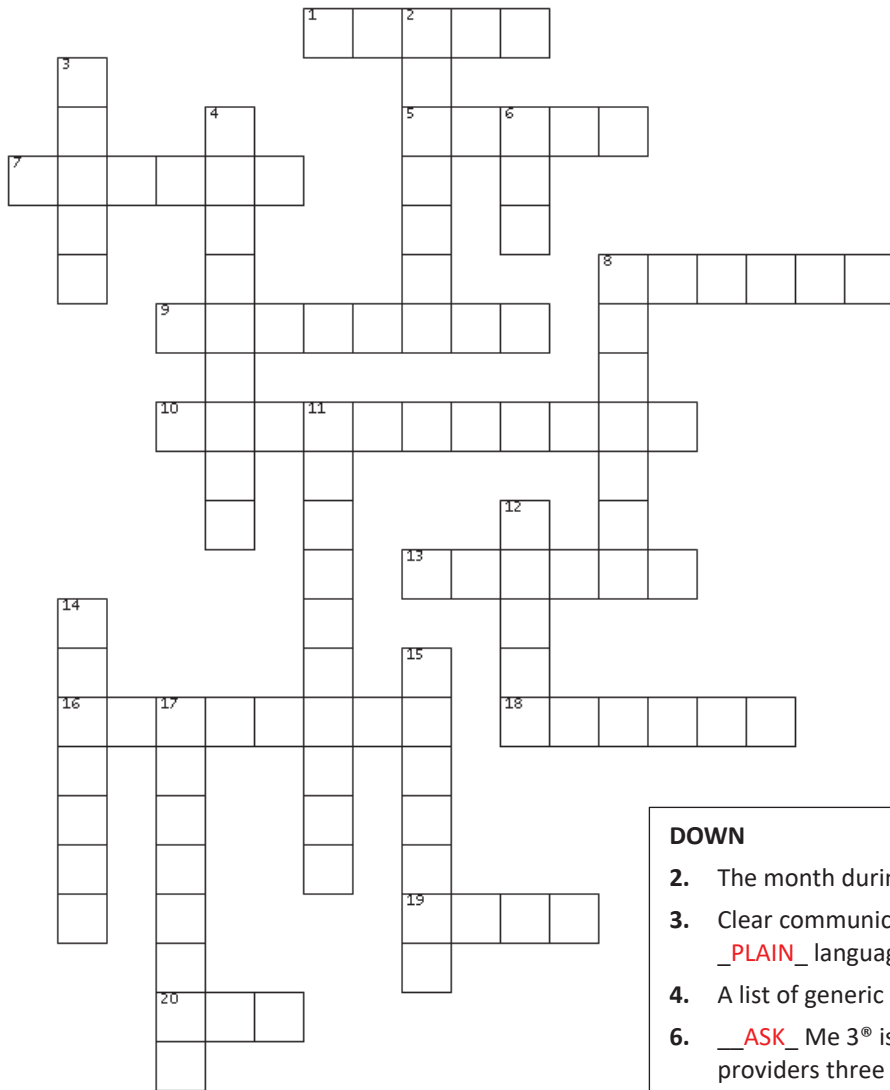 1 2
3
4 5 6
7
8
9
10 11
12
13
14
15
16 17 18
19
20
DOWN
2. The month durin
3. Clear communic
_PLAIN_ languag
4. A list of generic
6. __ASK_ Me 3® is
providers three